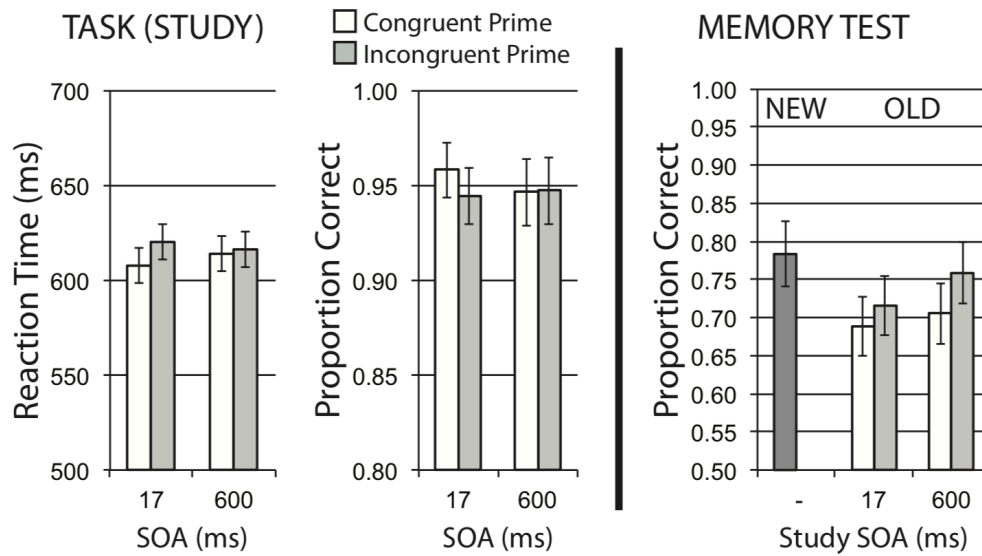 TASK (STUDY)
Congruent Prime
Incongruent Prime
MEMORY TEST
Reaction Time (ms)
700
650
600
550
500
17 600
SOA (ms)
Proportion Correct
1.00
0.95
0.90
0.85
0.80
17 600
SOA (ms)
Proportion Correct
1.00
0.95
0.90
0.85
0.80
0.75
0.70
0.65
0.60
0.55
0.50
NEW OLD
- 17 600
Study SOA (ms)